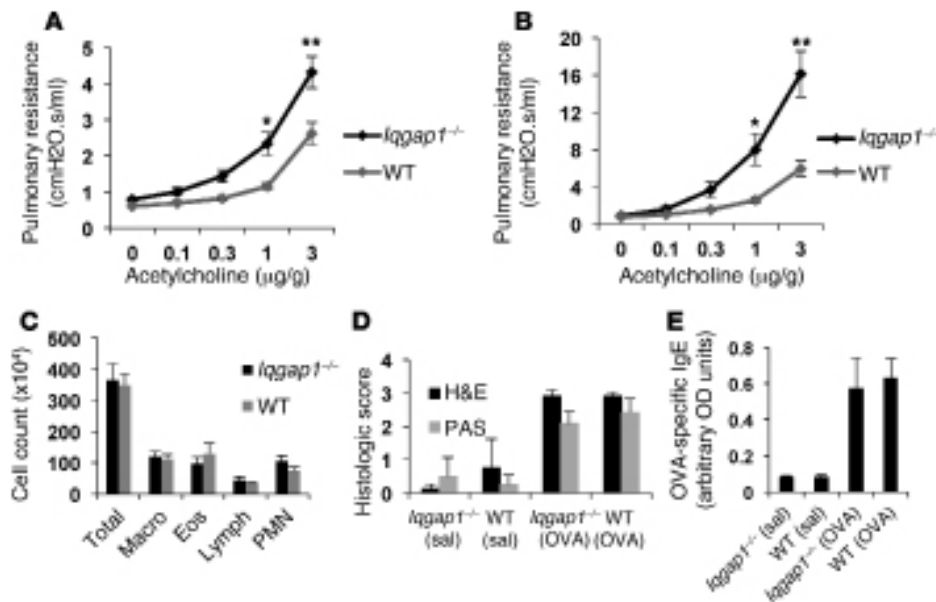 A
Pulmonary resistance
(cmH2O.s/ml)
5
4
3
2
1
0
*
**
Iqgap1⁻/⁻
WT
0 0.1 0.3 1 3
Acetylcholine (μg/g)
B
Pulmonary resistance
(cmH2O.s/ml)
20
16
12
8
4
0
*
**
Iqgap1⁻/⁻
WT
0 0.1 0.3 1 3
Acetylcholine (μg/g)
C
Cell count (x10⁴)
500
400
300
200
100
0
Iqgap1⁻/⁻
WT
Total
Macro
Eos
Lymph
PMN
D
Histologic score
4
3
2
1
0
H&E
PAS
Iqgap1⁻/⁻ WT Iqgap1⁻/⁻ WT
(sal) (sal) (OVA) (OVA)
E
OVA-specific IgE
(arbitrary OD units)
0.8
0.6
0.4
0.2
0
Iqgap1⁻/⁻ (sal)
WT (sal)
Iqgap1⁻/⁻ (OVA)
WT (OVA)